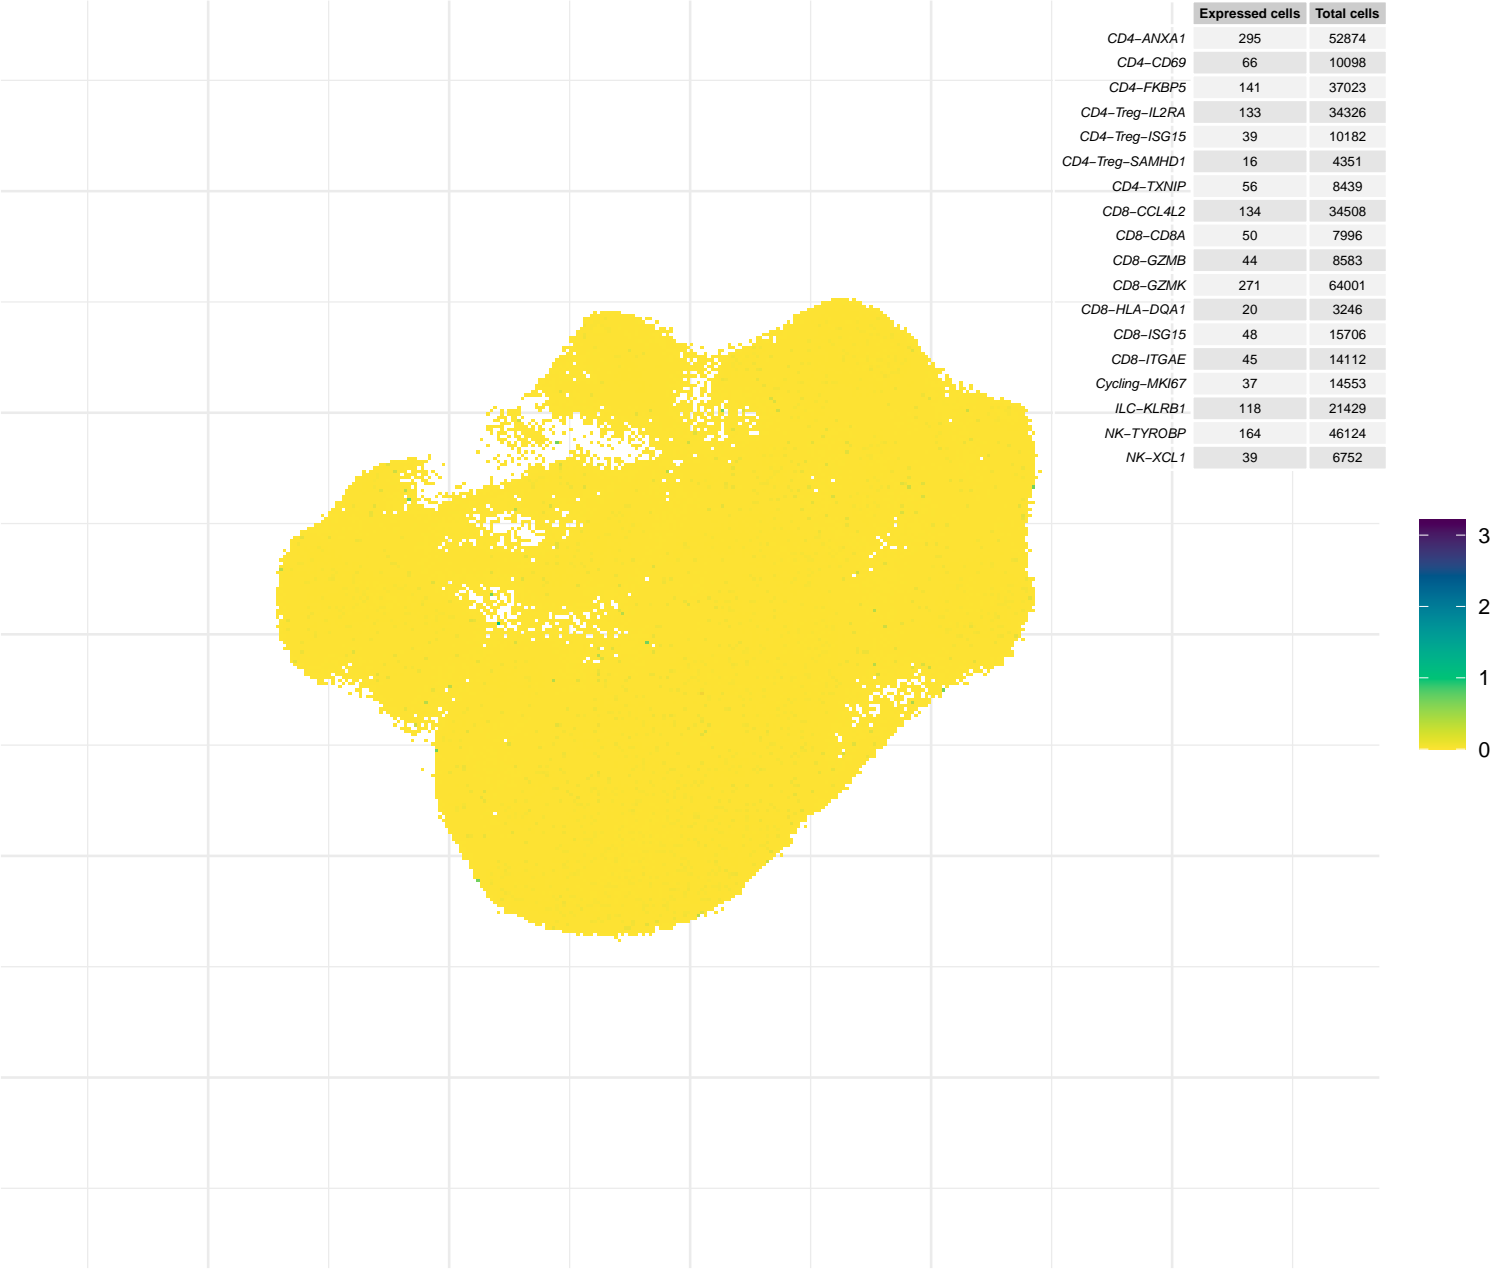 Expressed cells Total cells
CD4−ANXA1 295 52874
CD4−CD69 66 10098
CD4−FKBP5 141 37023
CD4−Treg−IL2RA 133 34326
CD4−Treg−ISG15 39 10182
CD4−Treg−SAMHD1 16 4351
CD4−TXNIP 56 8439
CD8−CCL4L2 134 34508
CD8−CD8A 50 7996
CD8−GZMB 44 8583
CD8−GZMK 271 64001
CD8−HLA−DQA1 20 3246
CD8−ISG15 48 15706
CD8−ITGAE 45 14112
Cycling−MKI67 37 14553
ILC−KLRB1 118 21429
NK−TYROBP 164 46124
NK−XCL1 39 6752
3
2
1
0